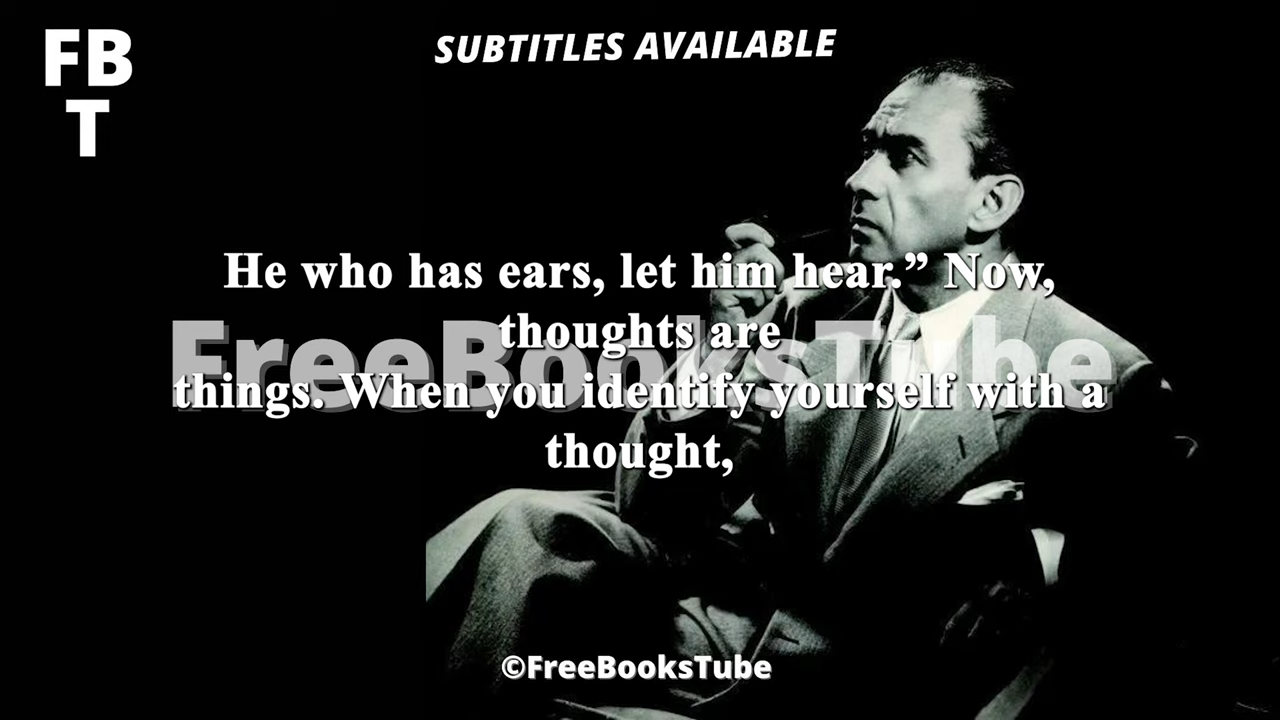 FB
T
SUBTITLES AVAILABLE
He who has ears, let him hear.” Now,
thoughts are
FreeBooksTube
things. When you identify yourself with a
thought,
©FreeBooksTube